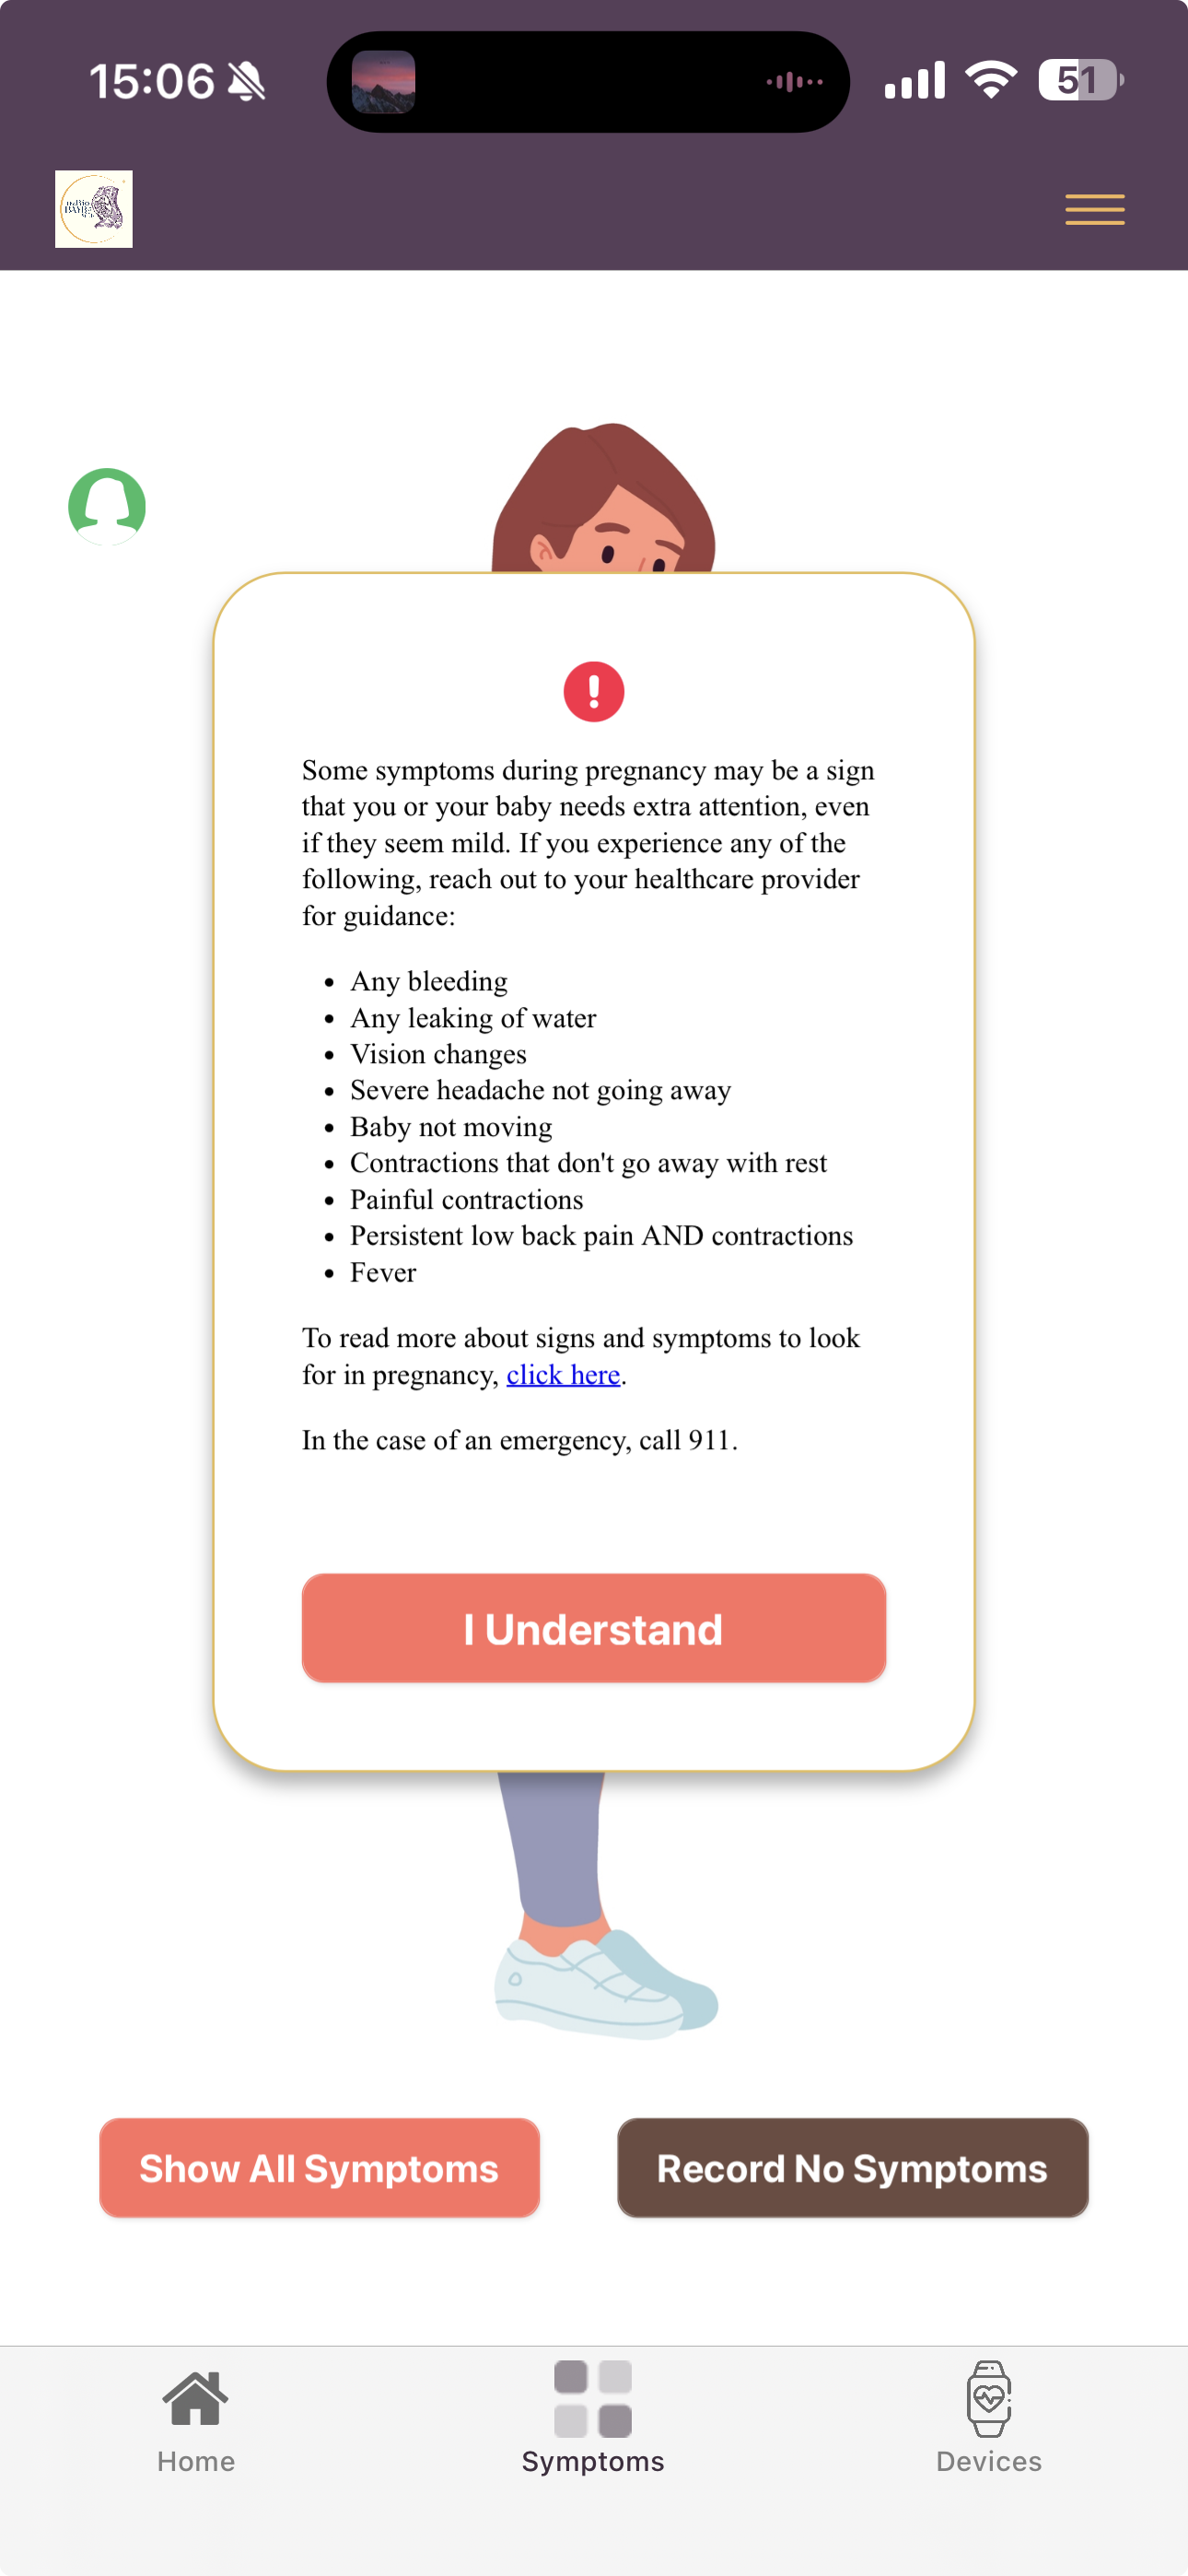 15:06
51
Some symptoms during pregnancy may be a sign
that you or your baby needs extra attention, even
if they seem mild. If you experience any of the
following, reach out to your healthcare provider
for guidance:
• Any bleeding
• Any leaking of water
• Vision changes
• Severe headache not going away
• Baby not moving
• Contractions that don't go away with rest
• Painful contractions
• Persistent low back pain AND contractions
• Fever
To read more about signs and symptoms to look
for in pregnancy, click here.
In the case of an emergency, call 911.
I Understand
Show All Symptoms
Record No Symptoms
Home
Symptoms
Devices